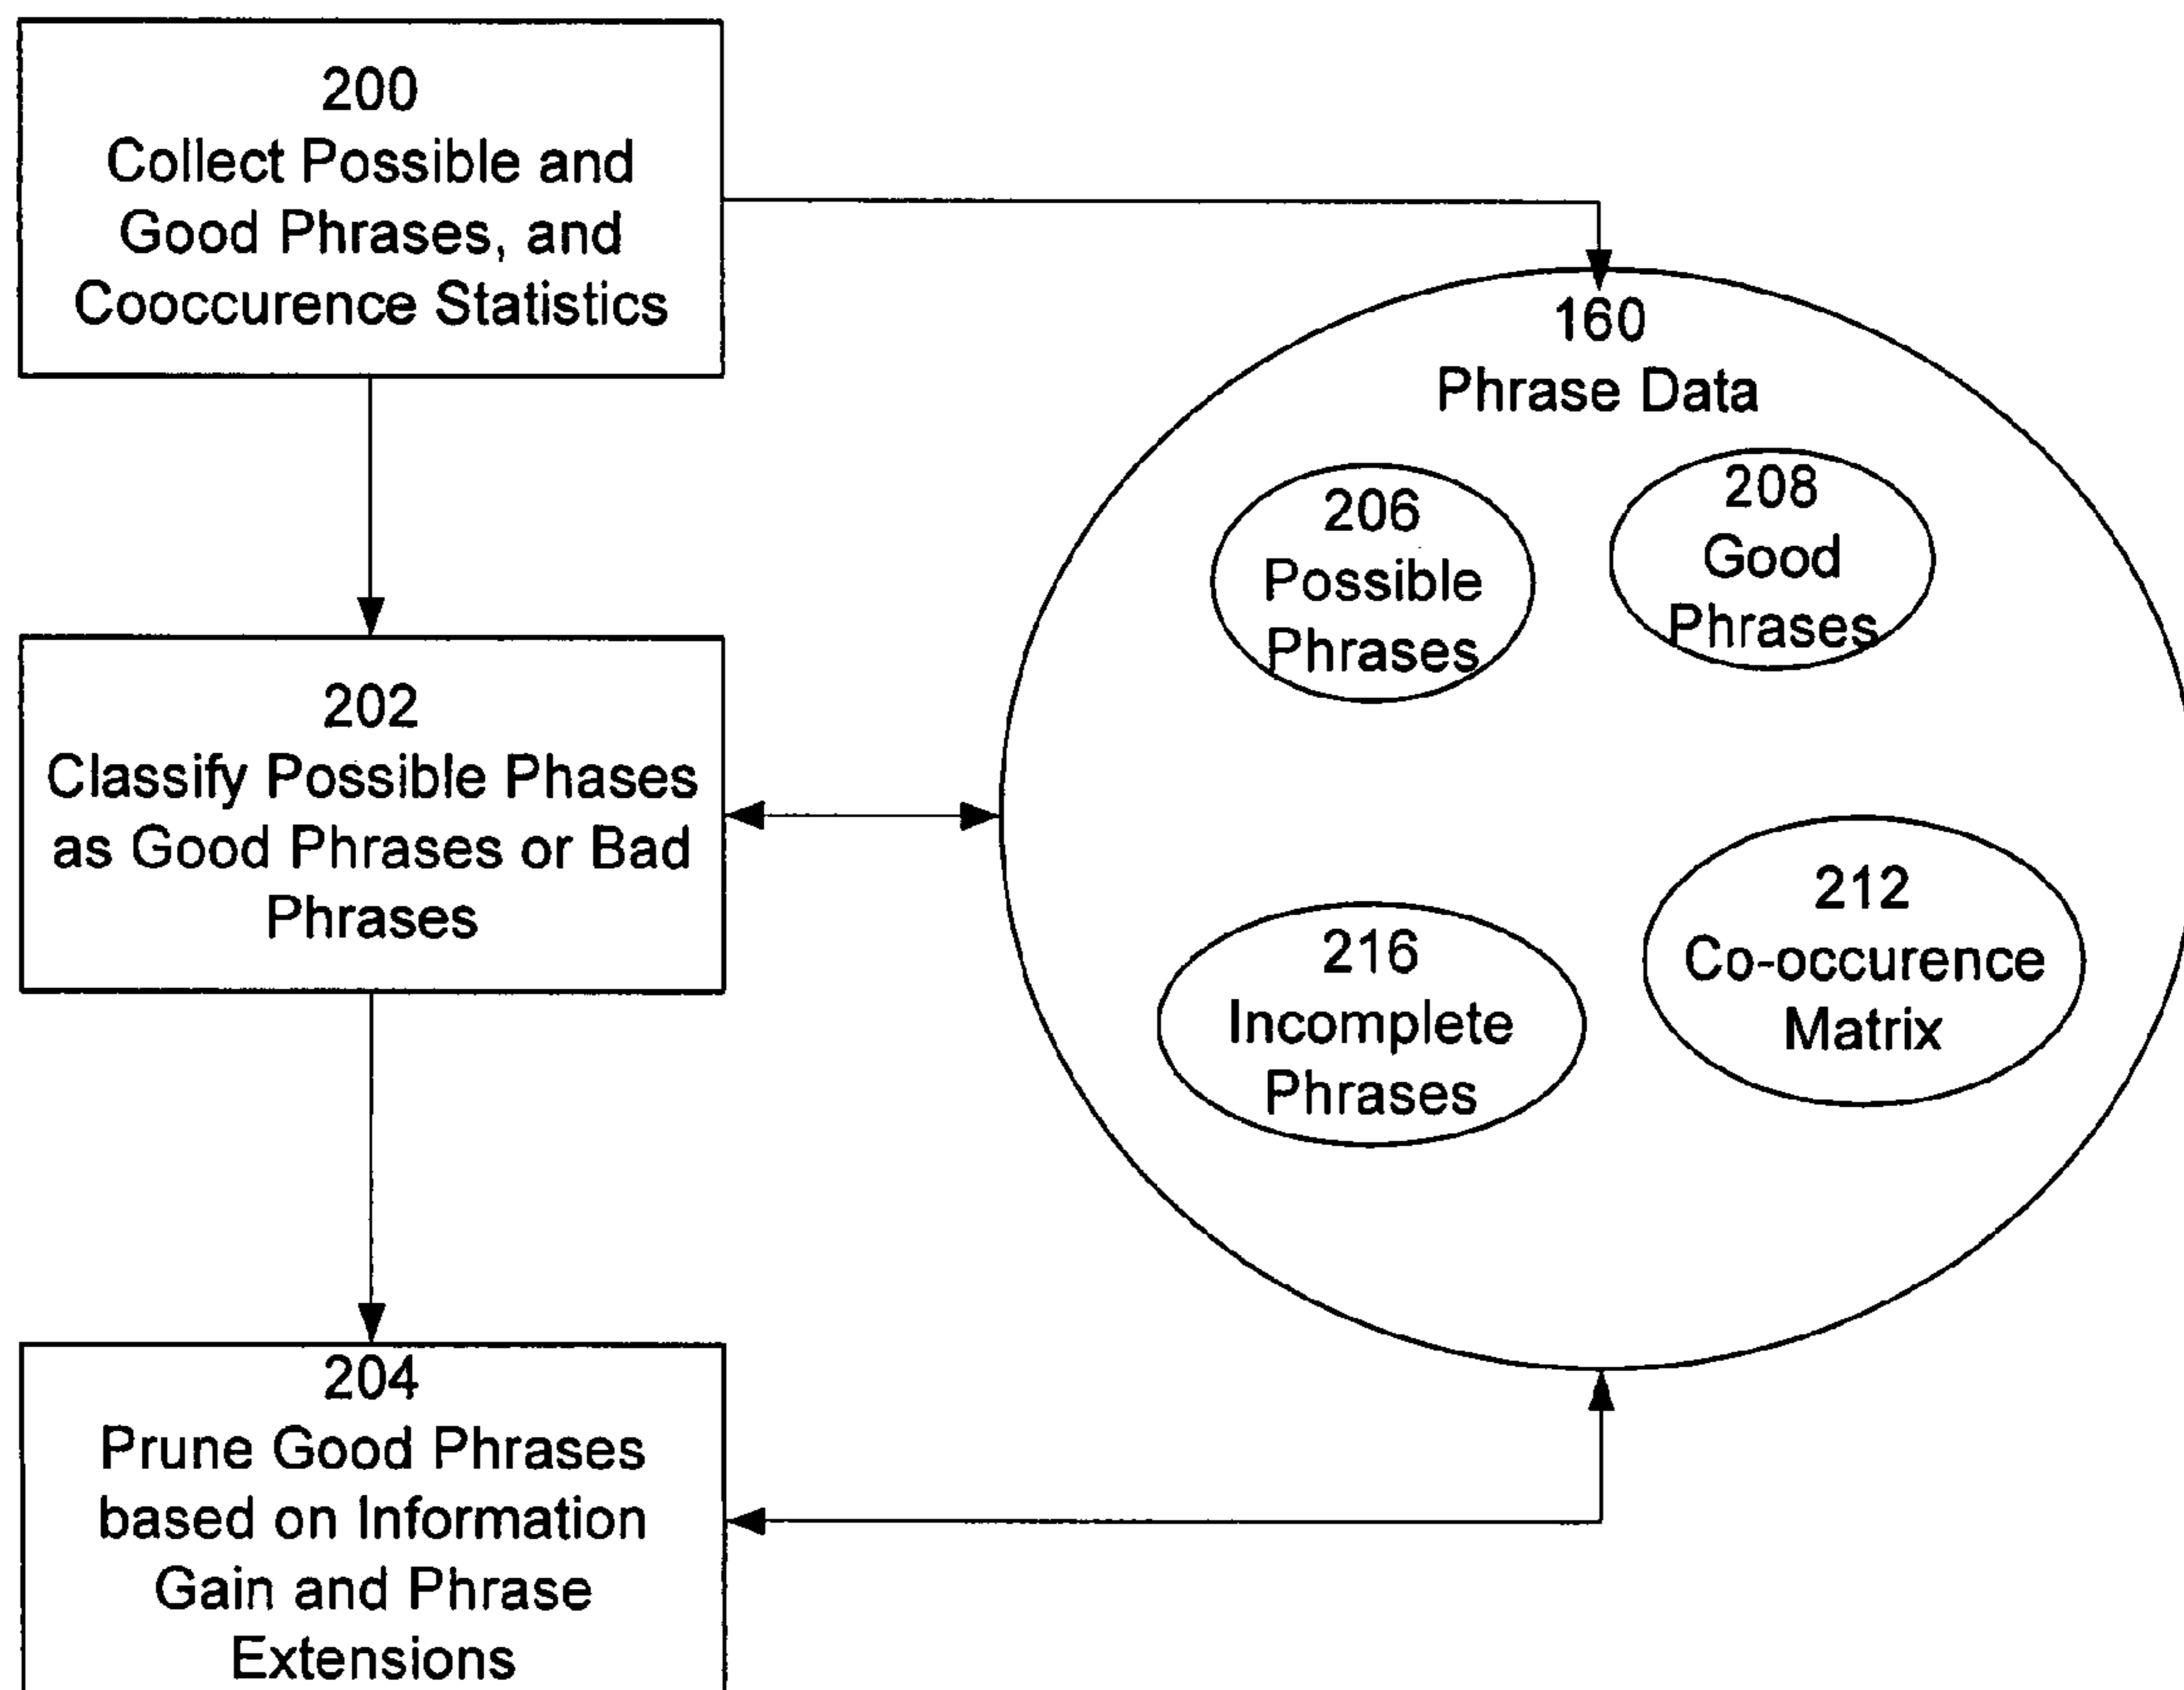 200
Collect Possible and
Good Phrases, and
Cooccurence Statistics
160
Phrase Data
206
Possible
Phrases
208
Good
Phrases
202
Classify Possible Phases
as Good Phrases or Bad
Phrases
216
Incomplete
Phrases
212
Co-occurence
Matrix
204
Prune Good Phrases
based on Information
Gain and Phrase
Extensions